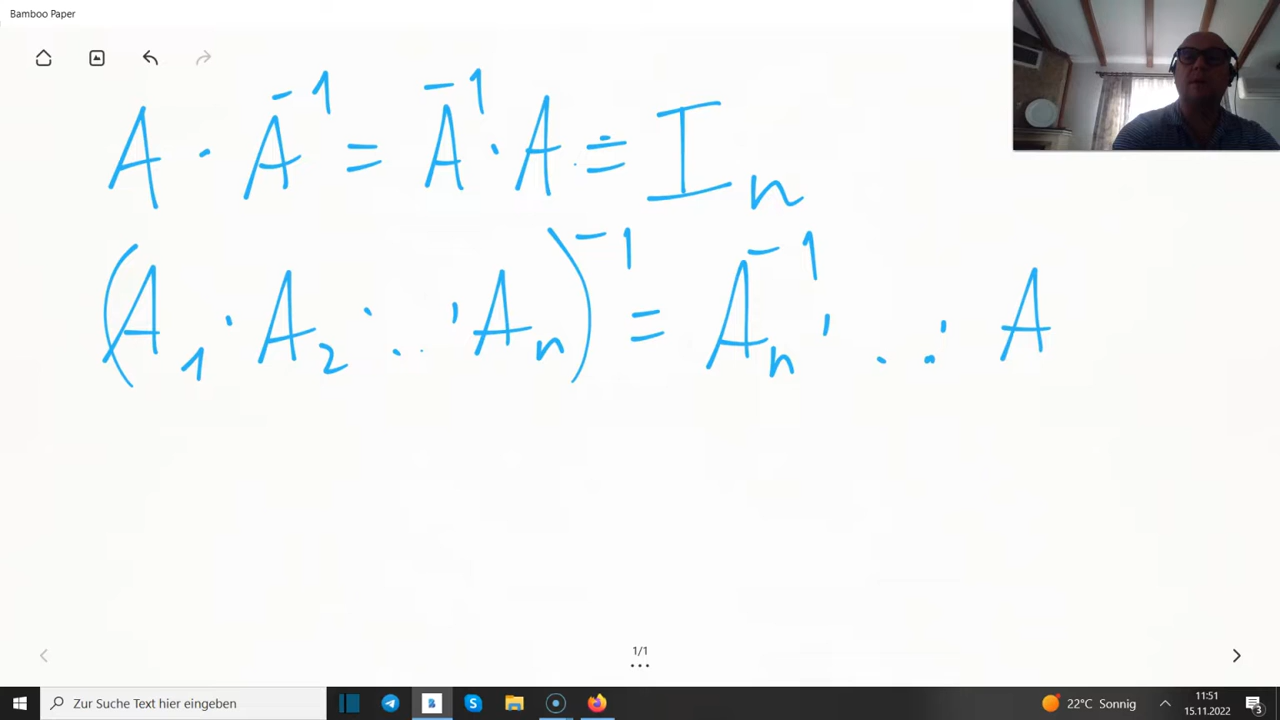 Bamboo Paper
A · A⁻¹ = A⁻¹ · A = Iₙ
(A₁ · A₂ · ... · Aₙ)⁻¹ = Aₙ⁻¹ · ... · A
1/1
Zur Suche Text hier eingeben
22°C Sonnig
11:51
15.11.2022
3